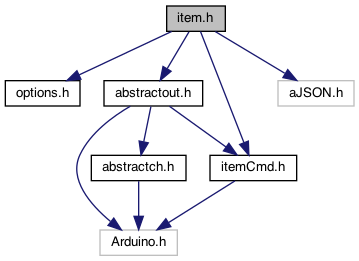 item.h
options.h
abstractout.h
aJSON.h
abstractch.h
itemCmd.h
Arduino.h